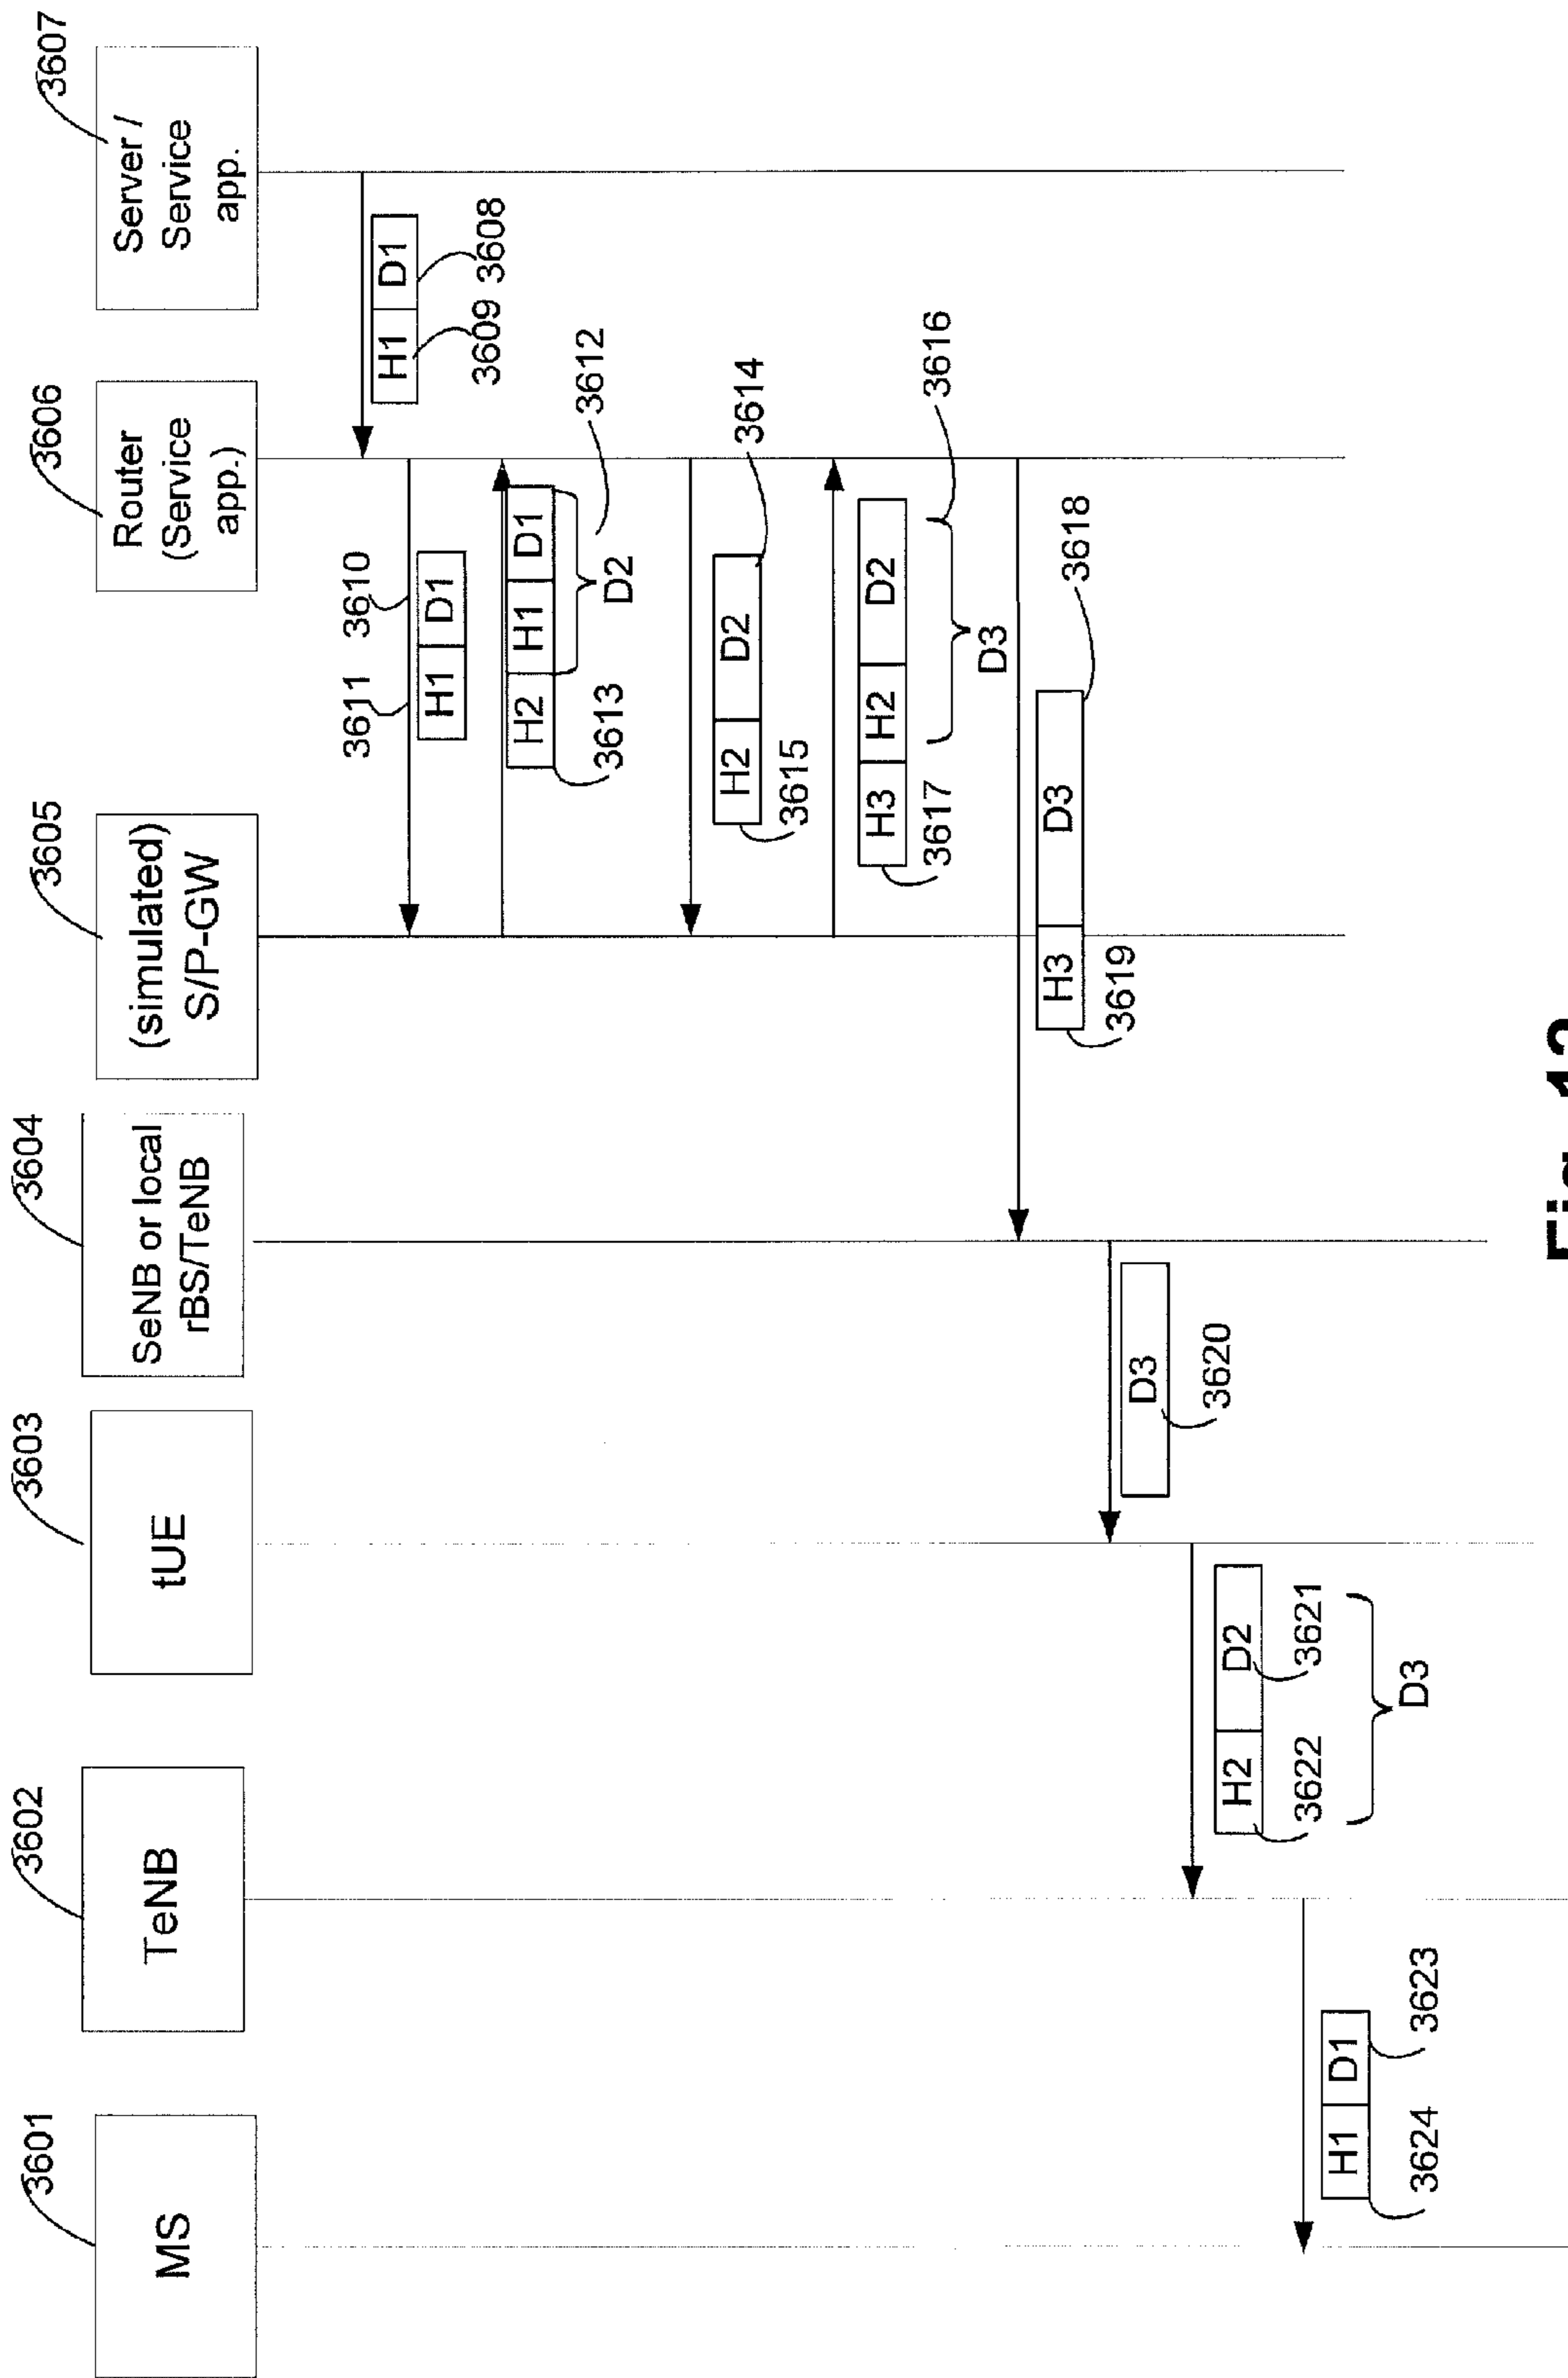 3601
MS
3602
TeNB
3603
tUE
3604
SeNB or local
rBS/TeNB
3605
(simulated)
S/P-GW
3606
Router
(Service
app.)
3607
Server /
Service
app.
H1 D1
3609 3608
3611 3610
H1 D1
H2 H1 D1
D2
3613
3612
H2 D2
3615
3614
H3 H2 D2
D3
3617
3616
H3 D3
3619
3618
D3
3620
H2 D2
3622 3621
D3
H1 D1
3624 3623